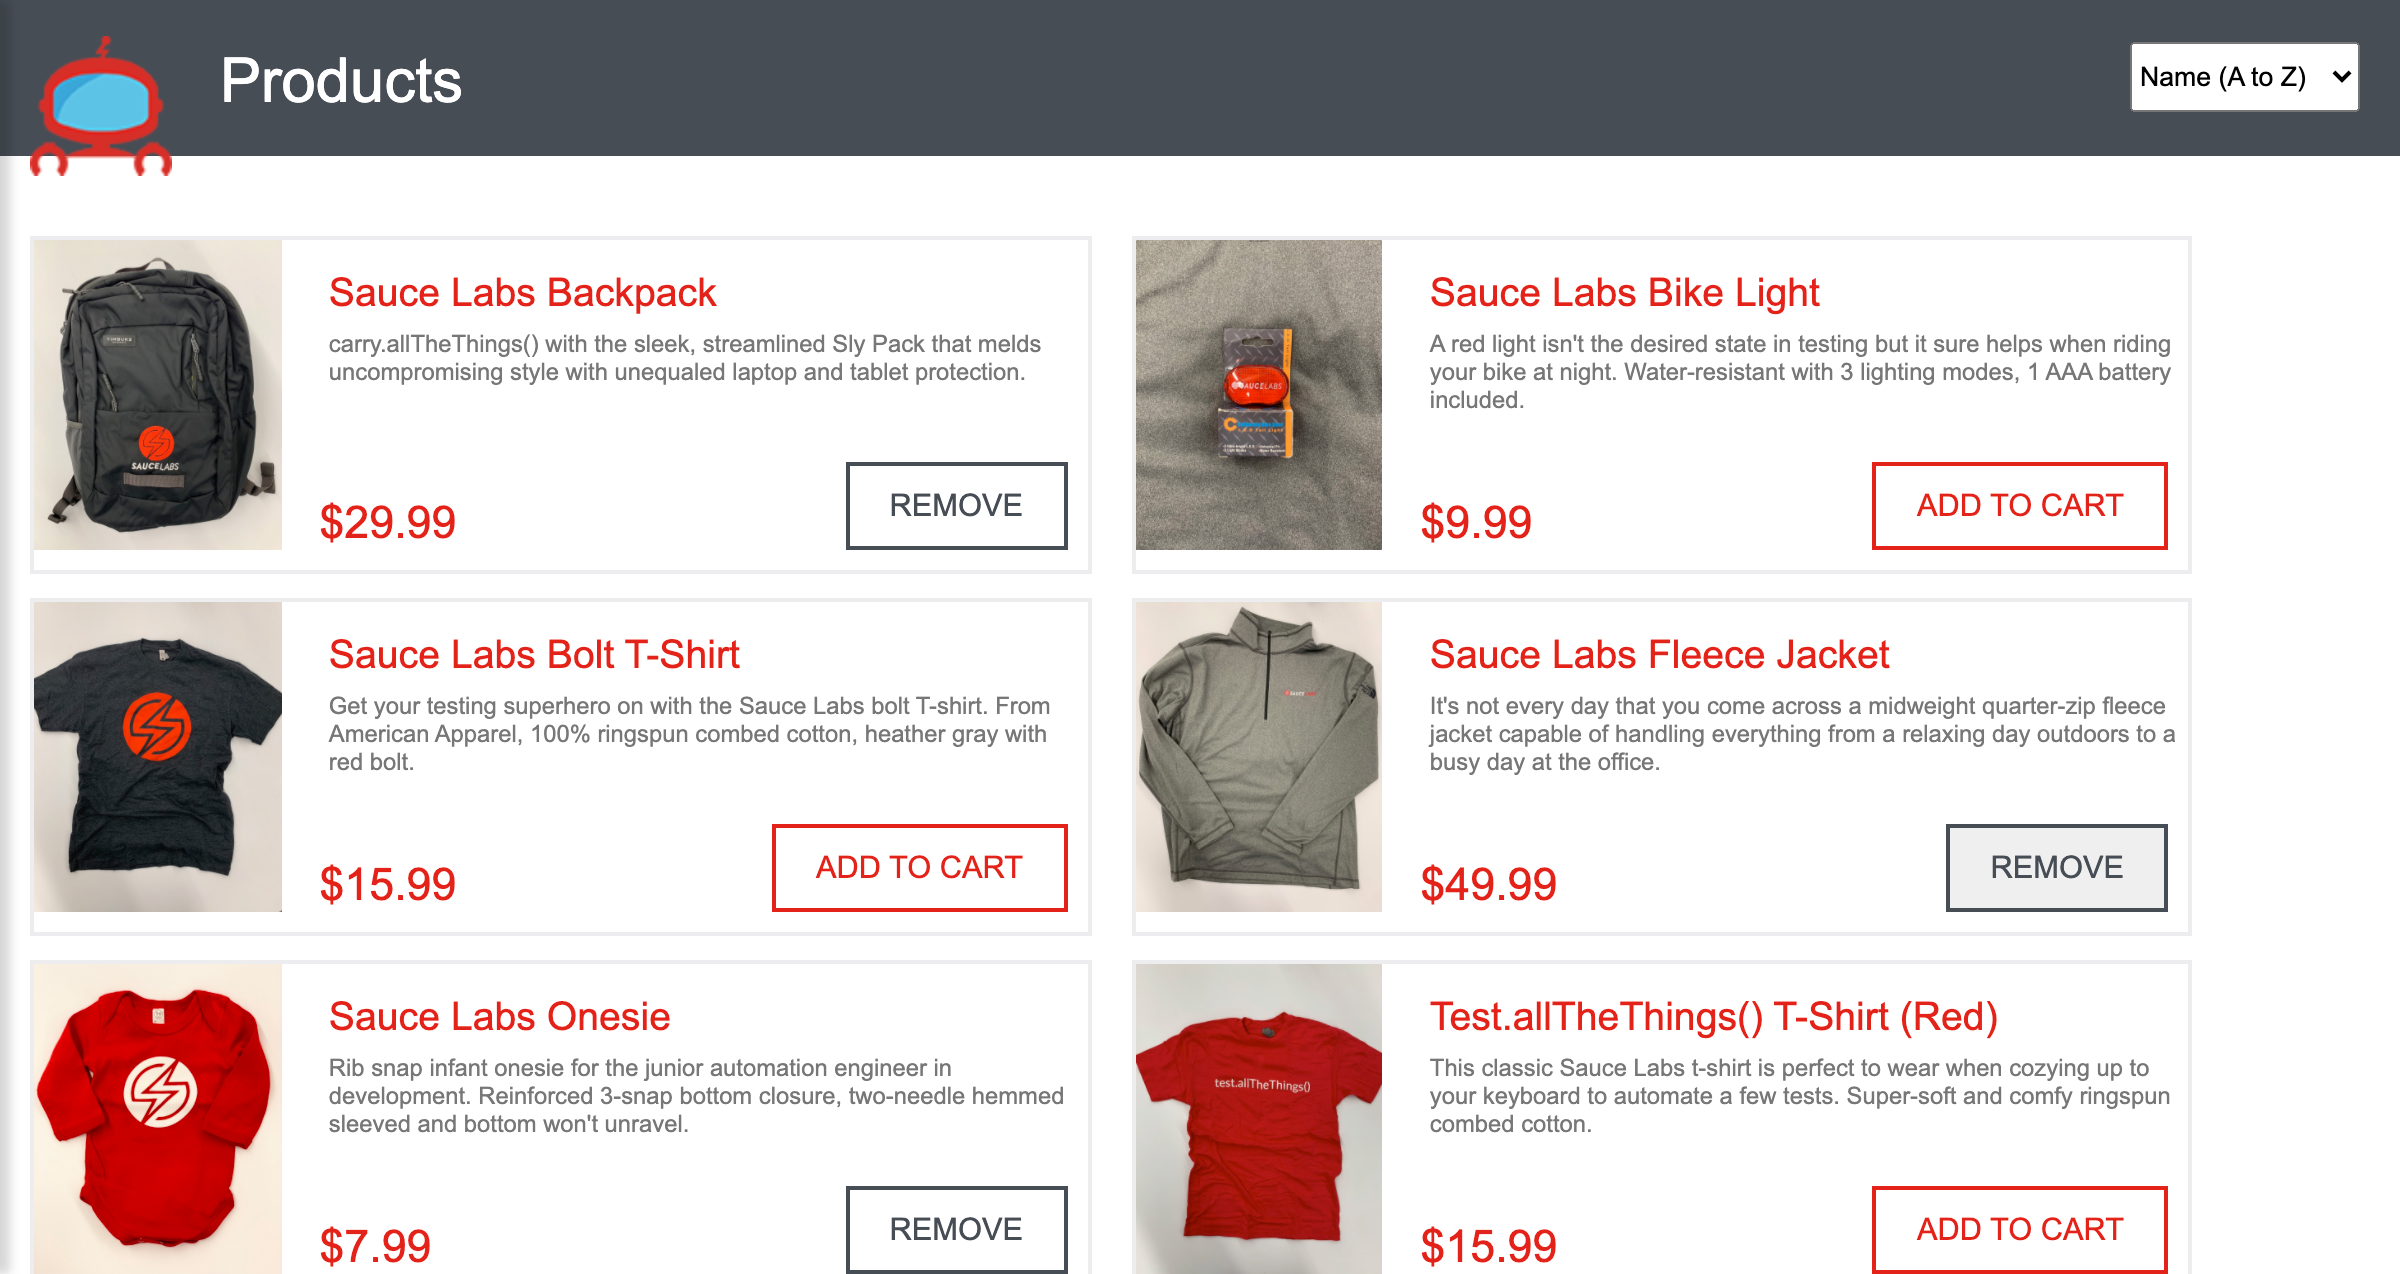 Products
Name (A to Z)
Sauce Labs Backpack
carry.allTheThings() with the sleek, streamlined Sly Pack that melds
uncompromising style with unequaled laptop and tablet protection.
$29.99
REMOVE
SAUCELABS
Sauce Labs Bike Light
A red light isn't the desired state in testing but it sure helps when riding
your bike at night. Water-resistant with 3 lighting modes, 1 AAA battery
included.
$9.99
ADD TO CART
SAUCELABS
Sauce Labs Bolt T-Shirt
Get your testing superhero on with the Sauce Labs bolt T-shirt. From
American Apparel, 100% ringspun combed cotton, heather gray with
red bolt.
$15.99
ADD TO CART
Sauce Labs Fleece Jacket
It's not every day that you come across a midweight quarter-zip fleece
jacket capable of handling everything from a relaxing day outdoors to a
busy day at the office.
$49.99
REMOVE
Sauce Labs Onesie
Rib snap infant onesie for the junior automation engineer in
development. Reinforced 3-snap bottom closure, two-needle hemmed
sleeved and bottom won't unravel.
$7.99
REMOVE
Test.allTheThings() T-Shirt (Red)
This classic Sauce Labs t-shirt is perfect to wear when cozying up to
your keyboard to automate a few tests. Super-soft and comfy ringspun
combed cotton.
$15.99
ADD TO CART
test.allTheThings()